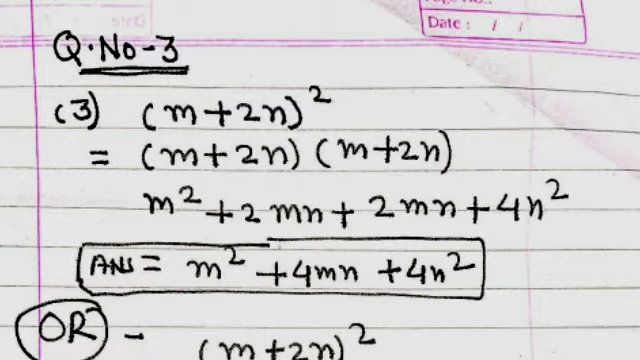 Date : / /
Q.No-3
(3) (m+2n)²
= (m+2n) (m+2n)
m² + 2mn + 2mn + 4n²
Ans = m² + 4mn + 4n²
OR - (m+2n)²